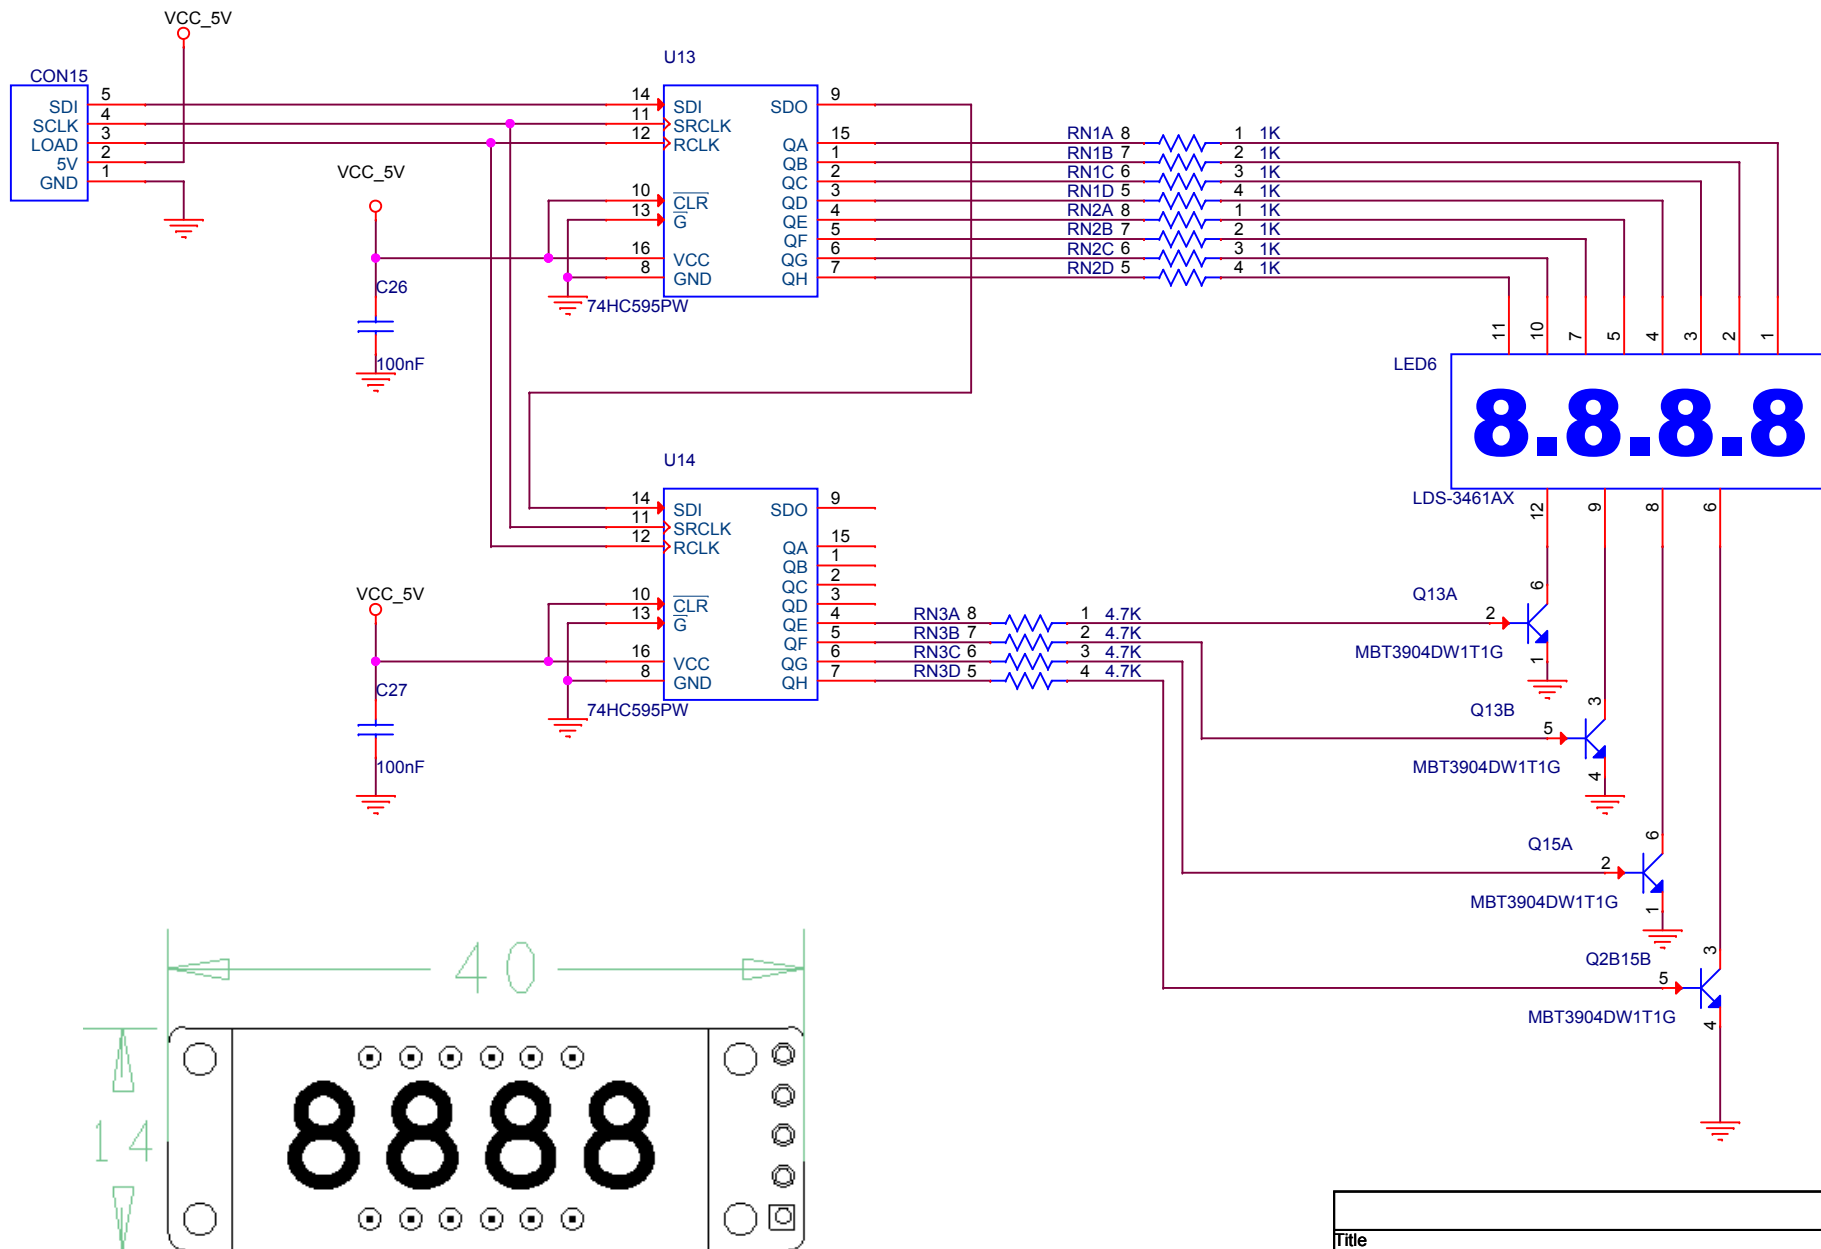 VCC_5V
CON15
SDI 5
SCLK 4
LOAD 3
5V 2
GND 1
VCC_5V
C26
100nF
U13
14 SDI SDO 9
11 SRCLK
12 RCLK QA 15
QB 1
10 CLR QC 2
13 G QD 3
QE 4
16 VCC QF 5
8 GND QG 6
QH 7
74HC595PW
RN1A 8 1 1K
RN1B 7 2 1K
RN1C 6 3 1K
RN1D 5 4 1K
RN2A 8 1 1K
RN2B 7 2 1K
RN2C 6 3 1K
RN2D 5 4 1K
11 10 7 5 4 3 2 1
LED6
8.8.8.8
LDS-3461AX
12 9 8 6
U14
14 SDI SDO 9
11 SRCLK
12 RCLK QA 15
QB 1
10 CLR QC 2
13 G QD 3
QE 4
16 VCC QF 5
8 GND QG 6
QH 7
74HC595PW
VCC_5V
C27
100nF
RN3A 8 1 4.7K
RN3B 7 2 4.7K
RN3C 6 3 4.7K
RN3D 5 4 4.7K
Q13A
2 6 1
MBT3904DW1T1G
Q13B
5 3 4
MBT3904DW1T1G
Q15A
2 6 1
MBT3904DW1T1G
Q2B15B
5 3 4
MBT3904DW1T1G
40
14
8888
Title